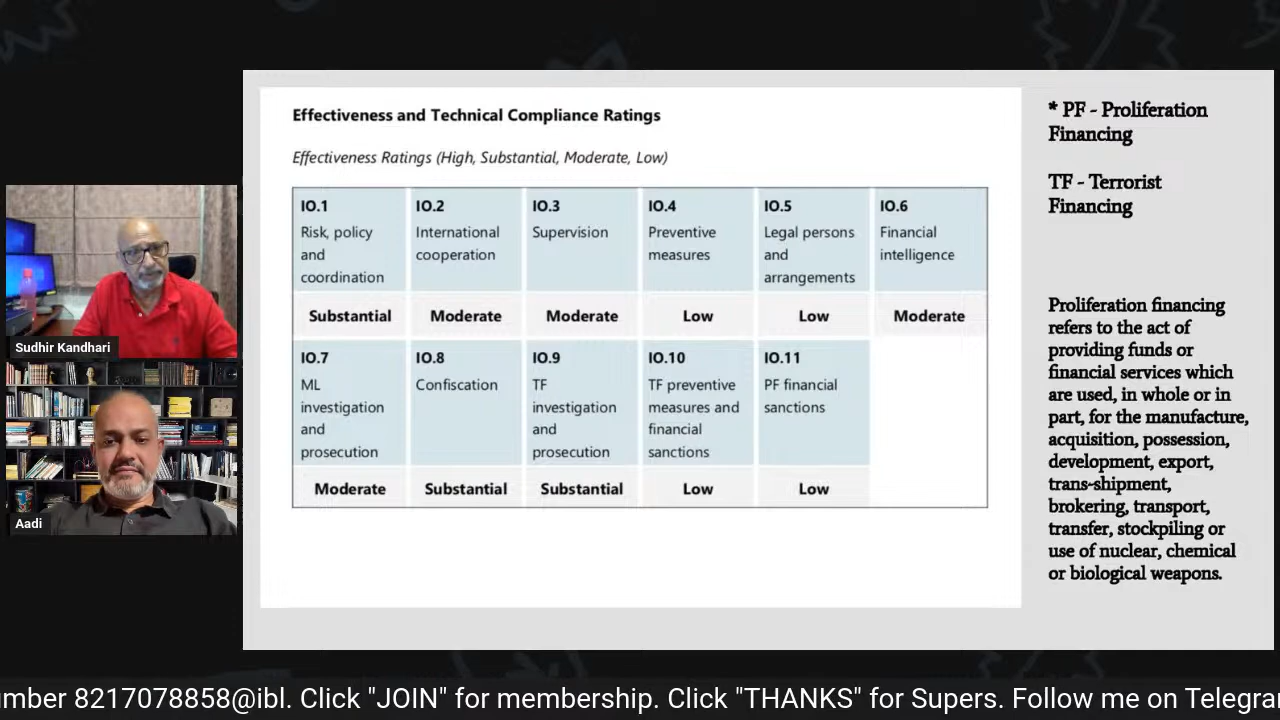 Effectiveness and Technical Compliance Ratings
Effectiveness Ratings (High, Substantial, Moderate, Low)
IO.1
Risk, policy
and
coordination
IO.2
International
cooperation
IO.3
Supervision
IO.4
Preventive
measures
IO.5
Legal persons
and
arrangements
IO.6
Financial
intelligence
Substantial
Moderate
Moderate
Low
Low
Moderate
IO.7
ML
investigation
and
prosecution
IO.8
Confiscation
IO.9
TF
investigation
and
prosecution
IO.10
TF preventive
measures and
financial
sanctions
IO.11
PF financial
sanctions
Moderate
Substantial
Substantial
Low
Low
* PF - Proliferation
Financing
TF - Terrorist
Financing
Proliferation financing
refers to the act of
providing funds or
financial services which
are used, in whole or in
part, for the manufacture,
acquisition, possession,
development, export,
trans-shipment,
brokering, transport,
transfer, stockpiling or
use of nuclear, chemical
or biological weapons.
Sudhir Kandhari
Aadi
umber 8217078858@ibl. Click "JOIN" for membership. Click "THANKS" for Supers. Follow me on Telegra